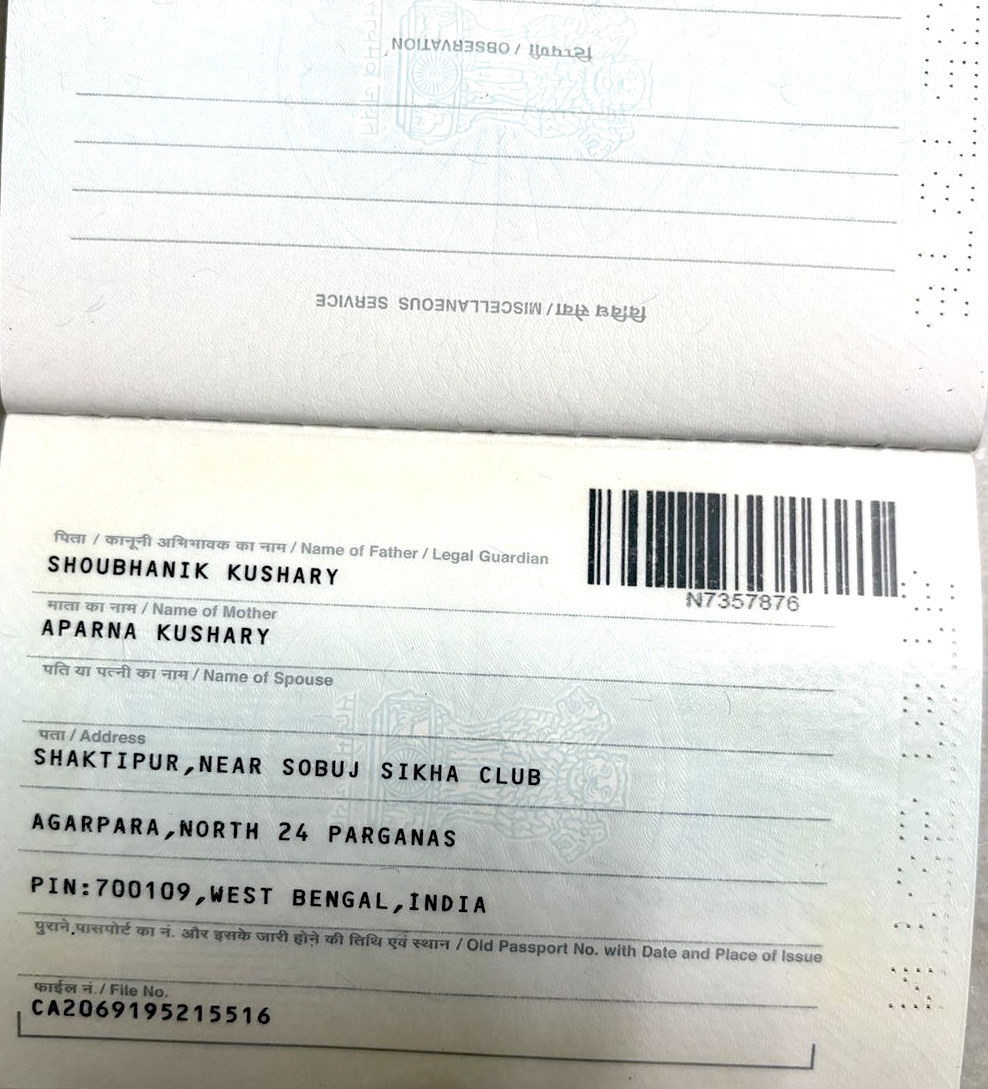 टिप्पणी / OBSERVATION
विविध सेवा / MISCELLANEOUS SERVICE
N7357876
पिता / कानूनी अभिभावक का नाम / Name of Father / Legal Guardian
SHOUBHANIK KUSHARY
माता का नाम / Name of Mother
APARNA KUSHARY
पति या पत्नी का नाम / Name of Spouse
पता / Address
SHAKTIPUR,NEAR SOBUJ SIKHA CLUB
AGARPARA,NORTH 24 PARGANAS
PIN:700109,WEST BENGAL,INDIA
पुराने पासपोर्ट का नं. और इसके जारी होने की तिथि एवं स्थान / Old Passport No. with Date and Place of Issue
फाईल नं. / File No.
CA2069195215516